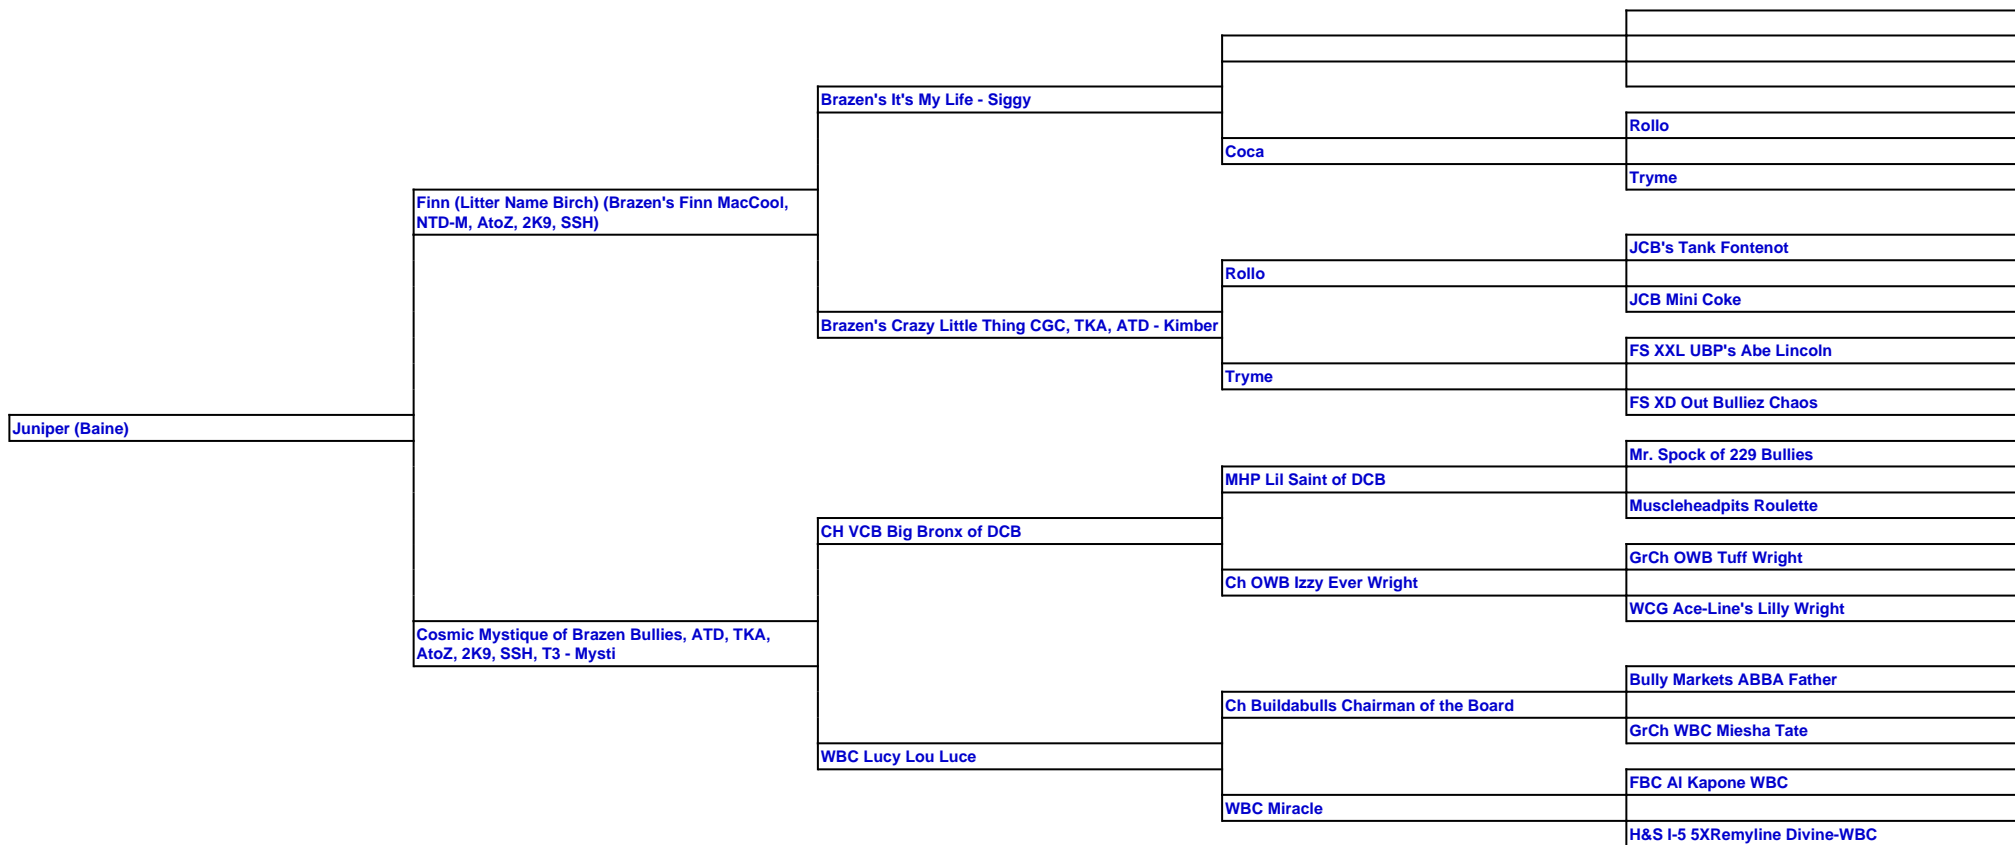 Brazen's It's My Life - Siggy
Rollo
Coca
Tryme
Finn (Litter Name Birch) (Brazen's Finn MacCool,
NTD-M, AtoZ, 2K9, SSH)
JCB's Tank Fontenot
Rollo
JCB Mini Coke
Brazen's Crazy Little Thing CGC, TKA, ATD - Kimber
FS XXL UBP's Abe Lincoln
Tryme
FS XD Out Bulliez Chaos
Juniper (Baine)
Mr. Spock of 229 Bullies
MHP Lil Saint of DCB
Muscleheadpits Roulette
CH VCB Big Bronx of DCB
GrCh OWB Tuff Wright
Ch OWB Izzy Ever Wright
WCG Ace-Line's Lilly Wright
Cosmic Mystique of Brazen Bullies, ATD, TKA,
AtoZ, 2K9, SSH, T3 - Mysti
Bully Markets ABBA Father
Ch Buildabulls Chairman of the Board
GrCh WBC Miesha Tate
WBC Lucy Lou Luce
FBC Al Kapone WBC
WBC Miracle
H&S I-5 5XRemyline Divine-WBC